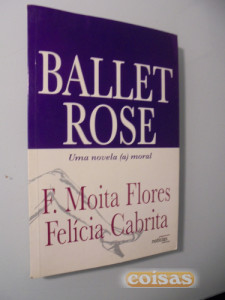 BALLET
ROSE
Uma novela (a) moral
F. Moita Flores
Felícia Cabrita
coisas